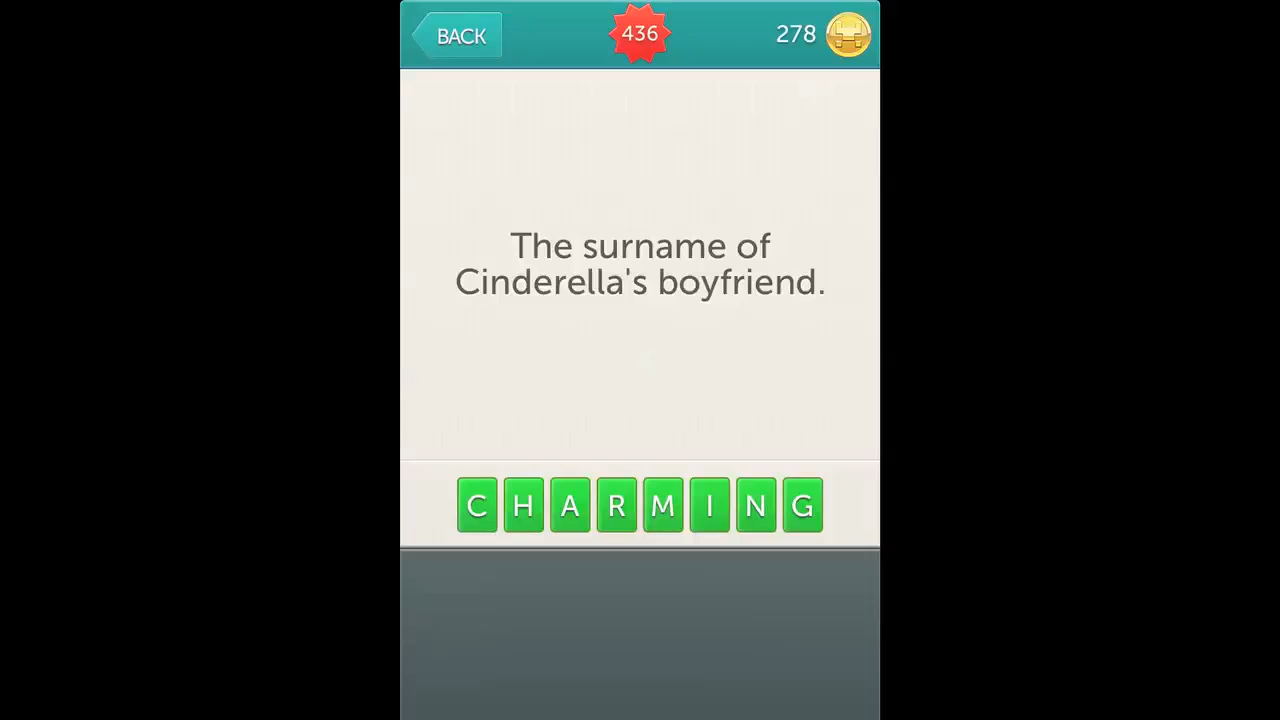 BACK
436
278
The surname of
Cinderella's boyfriend.
CHARMING